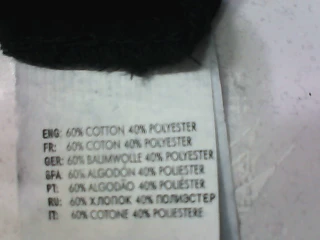 ENG: 60% COTTON 40% POLYESTER
FR: 60% COTON 40% POLYESTER
GER: 60% BAUMWOLLE 40% POLYESTER
SPA: 60% ALGODÓN 40% POLIÉSTER
PT: 60% ALGODÃO 40% POLIÉSTER
RU: 60% ХЛОПОК 40% ПОЛИЭСТЕР
IT: 60% COTONE 40% POLIESTERE